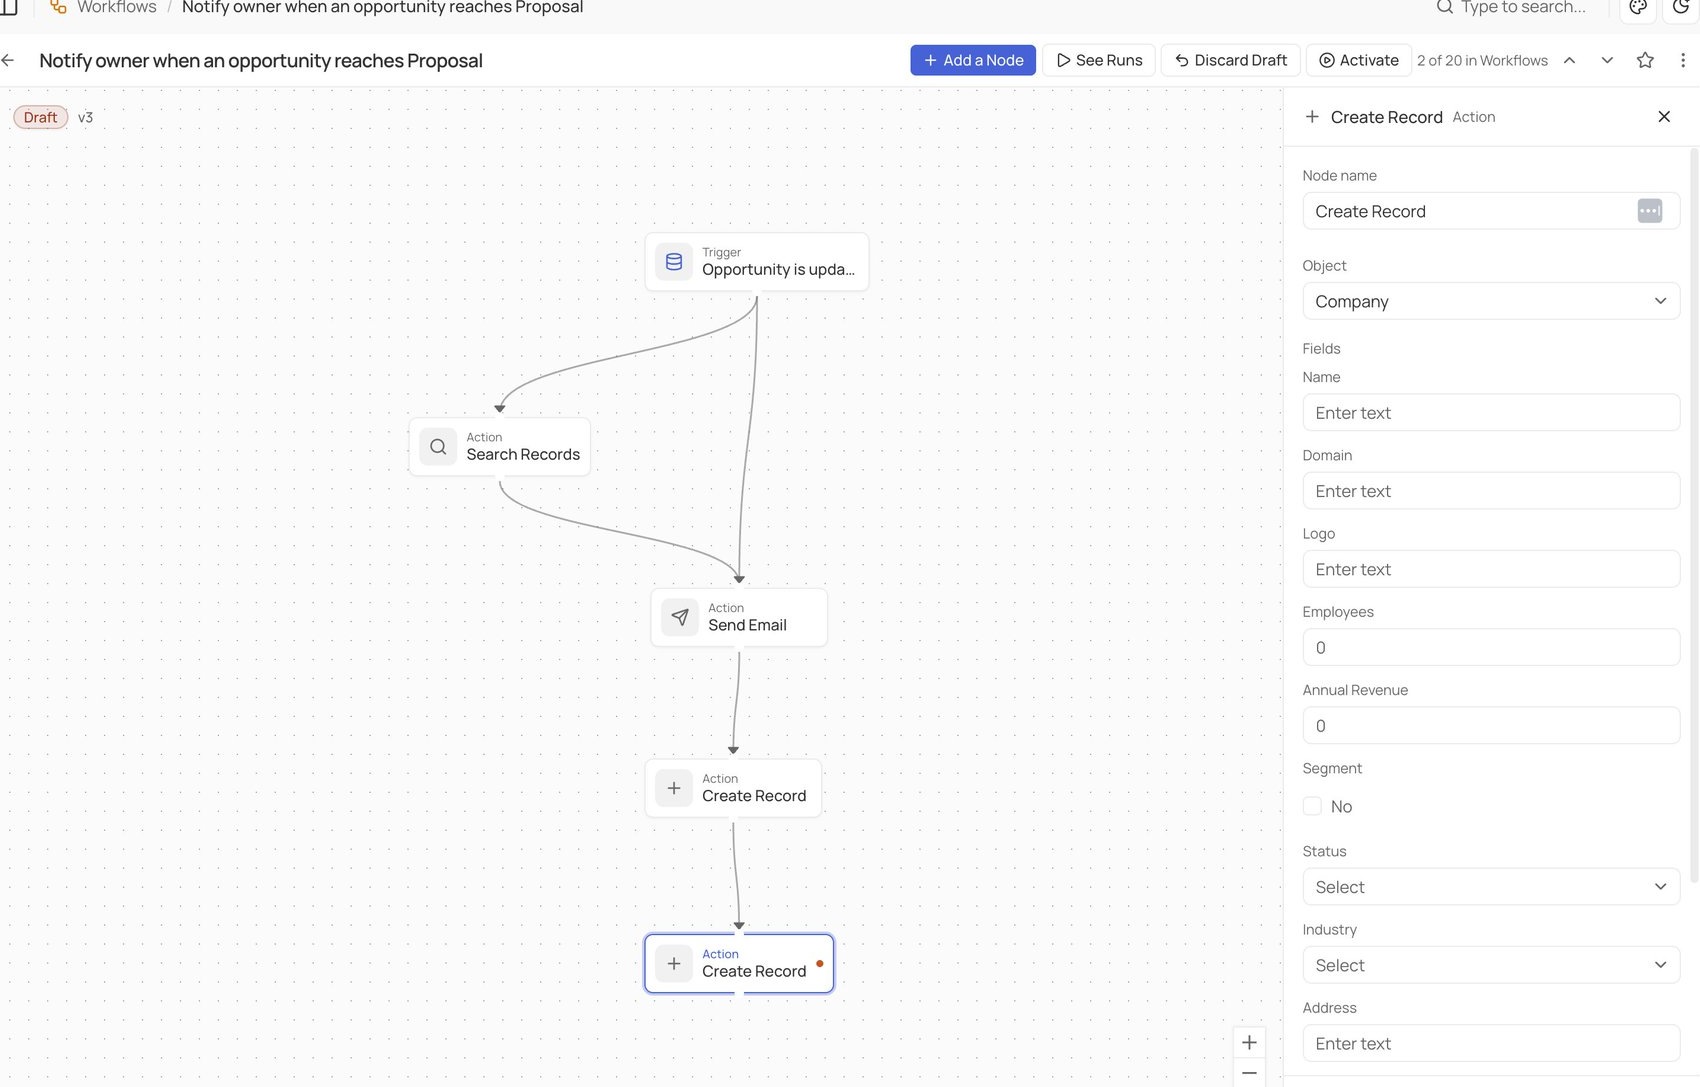 Workflows / Notify owner when an opportunity reaches Proposal
Type to search...
Notify owner when an opportunity reaches Proposal
+ Add a Node
See Runs
Discard Draft
Activate
2 of 20 in Workflows
Draft v3
Trigger
Opportunity is upda...
Action
Search Records
Action
Send Email
Action
Create Record
Action
Create Record
Create Record Action
Node name
Create Record
Object
Company
Fields
Name
Enter text
Domain
Enter text
Logo
Enter text
Employees
0
Annual Revenue
0
Segment
No
Status
Select
Industry
Select
Address
Enter text